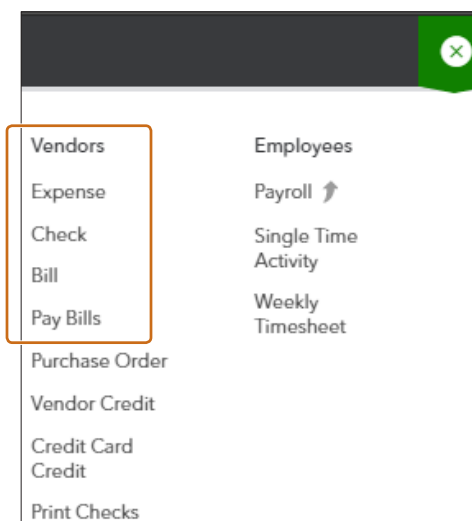 Vendors
Expense
Check
Bill
Pay Bills
Purchase Order
Vendor Credit
Credit Card
Credit
Print Checks
Employees
Payroll
Single Time
Activity
Weekly
Timesheet